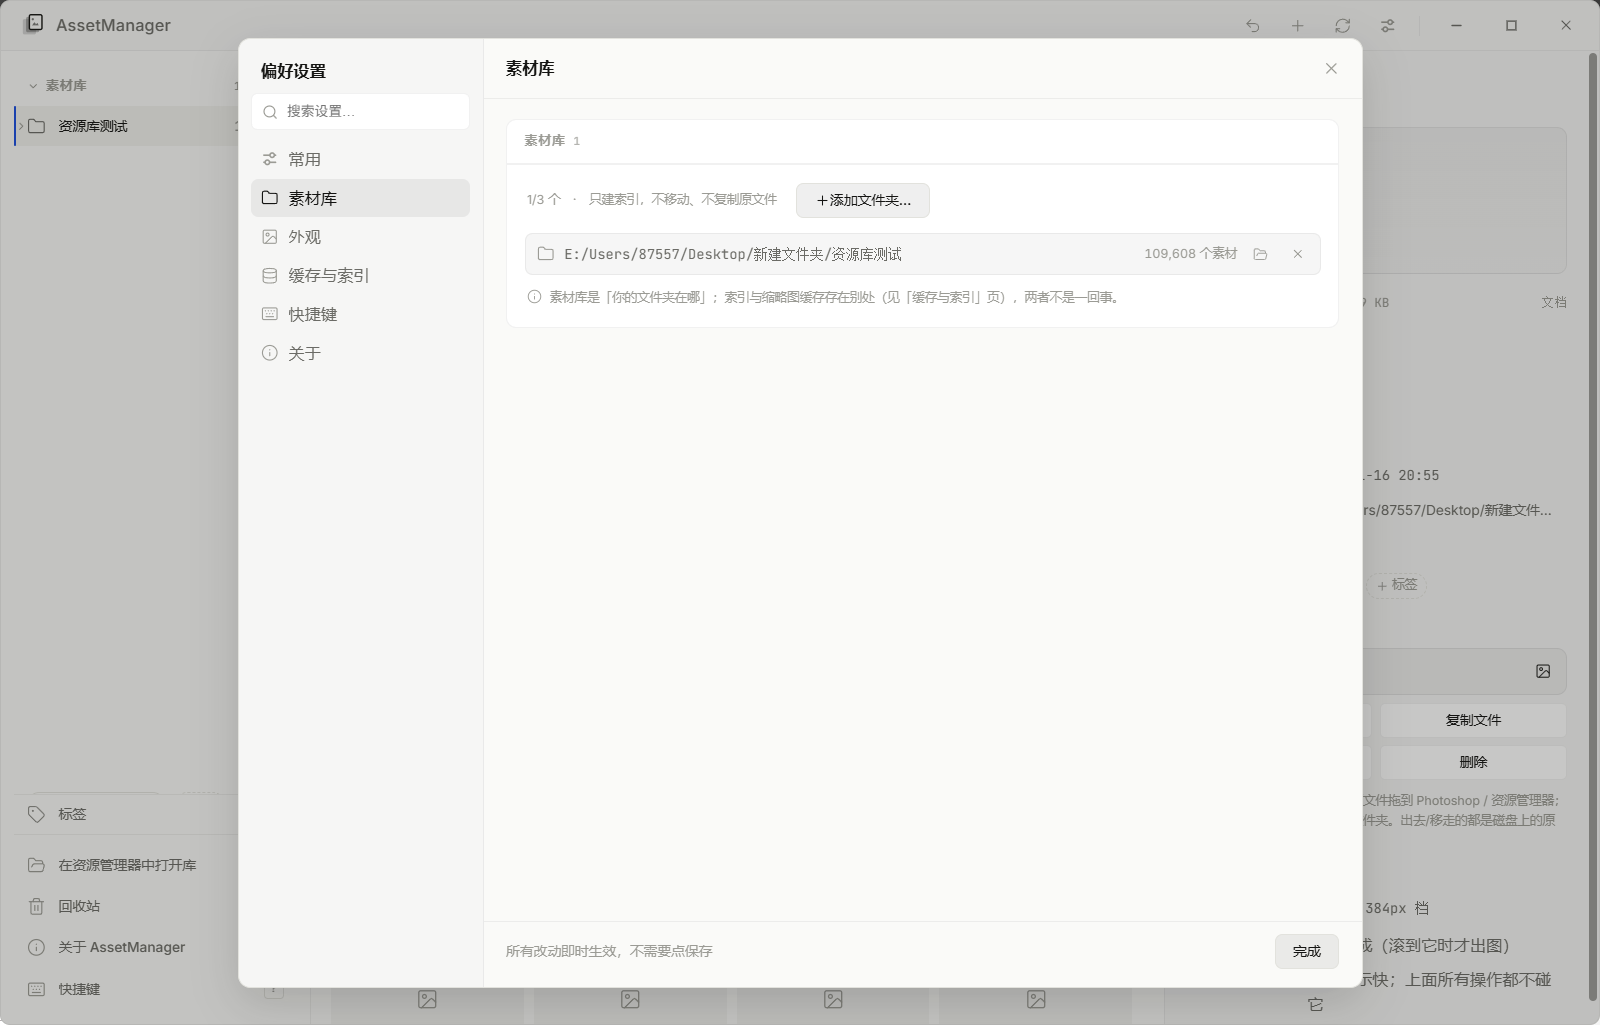 AssetManager
素材库
资源库测试
标签
在资源管理器中打开库
回收站
关于 AssetManager
快捷键
偏好设置
搜索设置...
常用
素材库
外观
缓存与索引
快捷键
关于
素材库
素材库 1
1/3 个 · 只建索引，不移动、不复制原文件 +添加文件夹...
E:/Users/87557/Desktop/新建文件夹/资源库测试 109,608 个素材
素材库是「你的文件夹在哪」；索引与缩略图缓存存在别处（见「缓存与索引」页），两者不是一回事。
所有改动即时生效，不需要点保存 完成
KB 文档
-16 20:55
rs/87557/Desktop/新建文件...
+ 标签
复制文件
删除
文件拖到 Photoshop / 资源管理器；
件夹。出去/移走的都是磁盘上的原
384px 档
（滚到它时才出图）
示快；上面所有操作都不碰
它